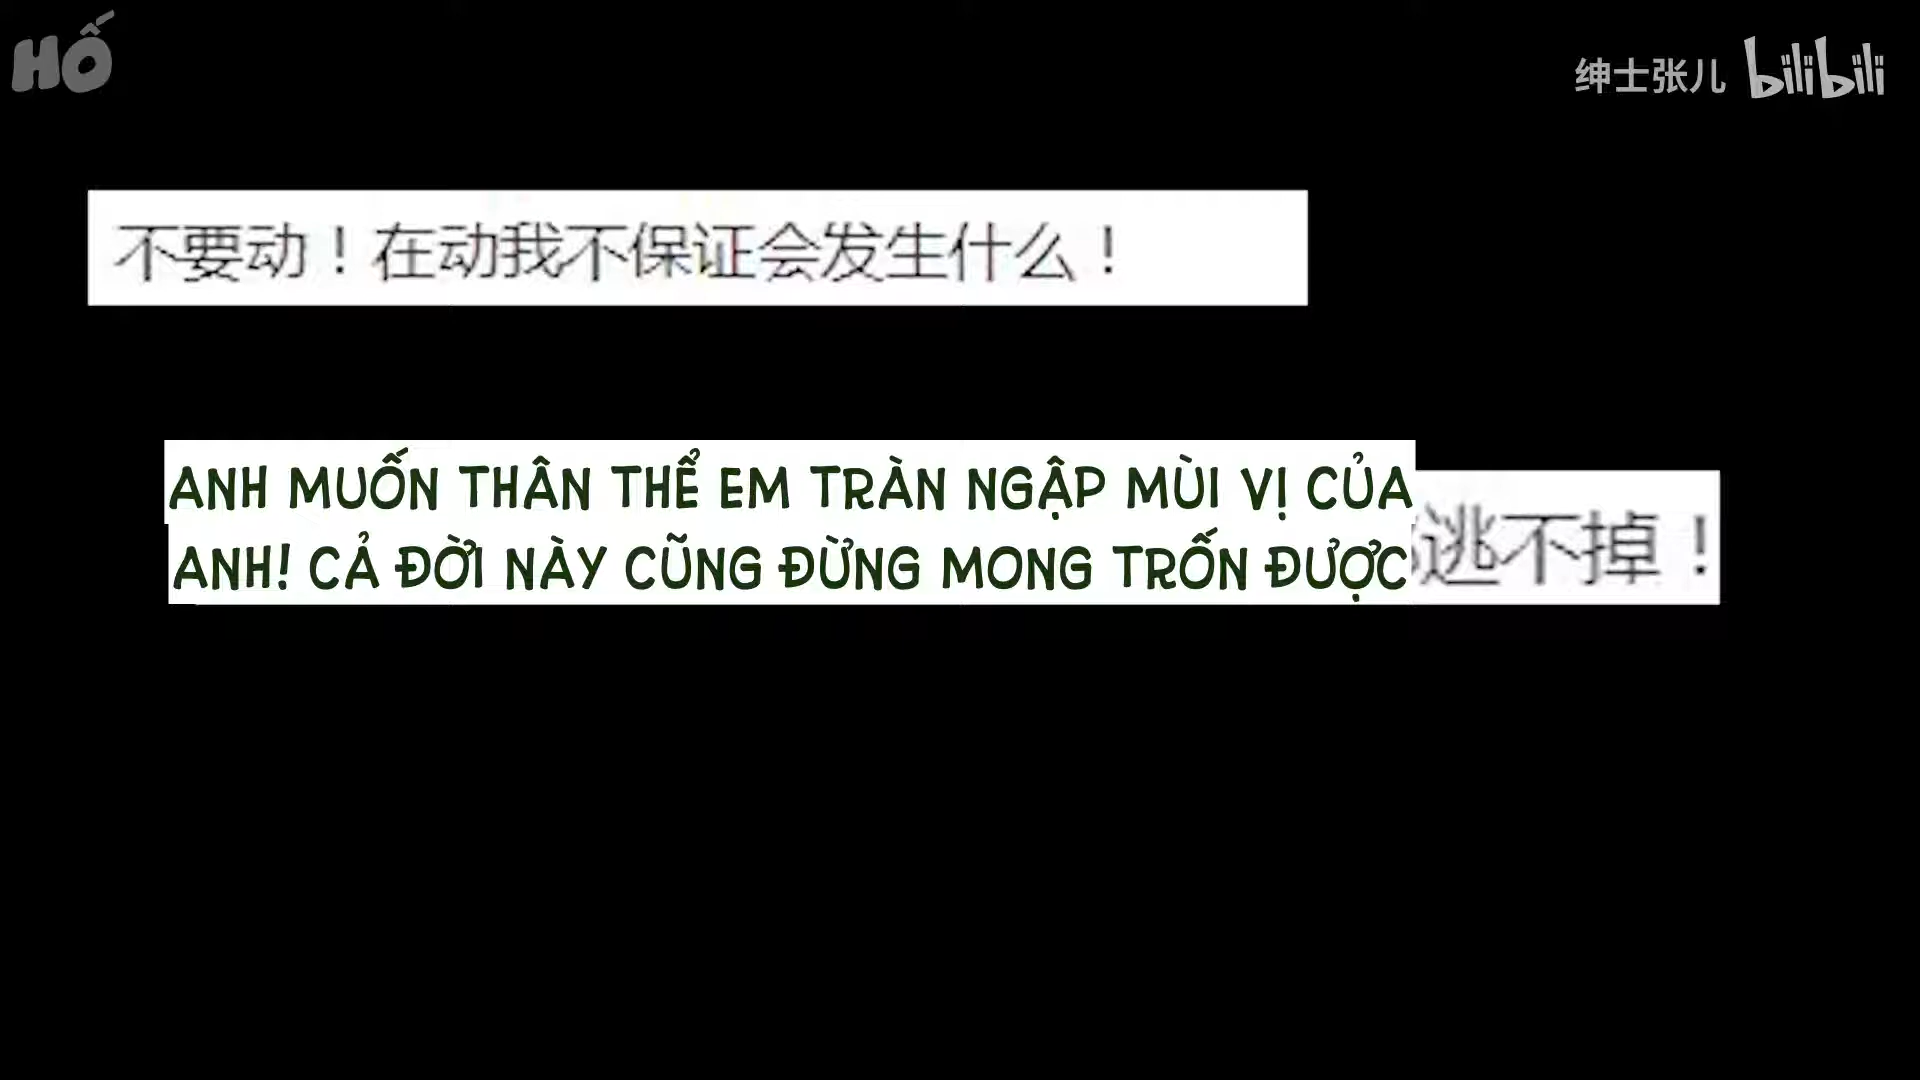 HỐ
绅士张儿 bilibili
不要动！在动我不保证会发生什么！
ANH MUỐN THÂN THỂ EM TRÀN NGẬP MÙI VỊ CỦA
ANH! CẢ ĐỜI NÀY CŨNG ĐỪNG MONG TRỐN ĐƯỢC
逃不掉！